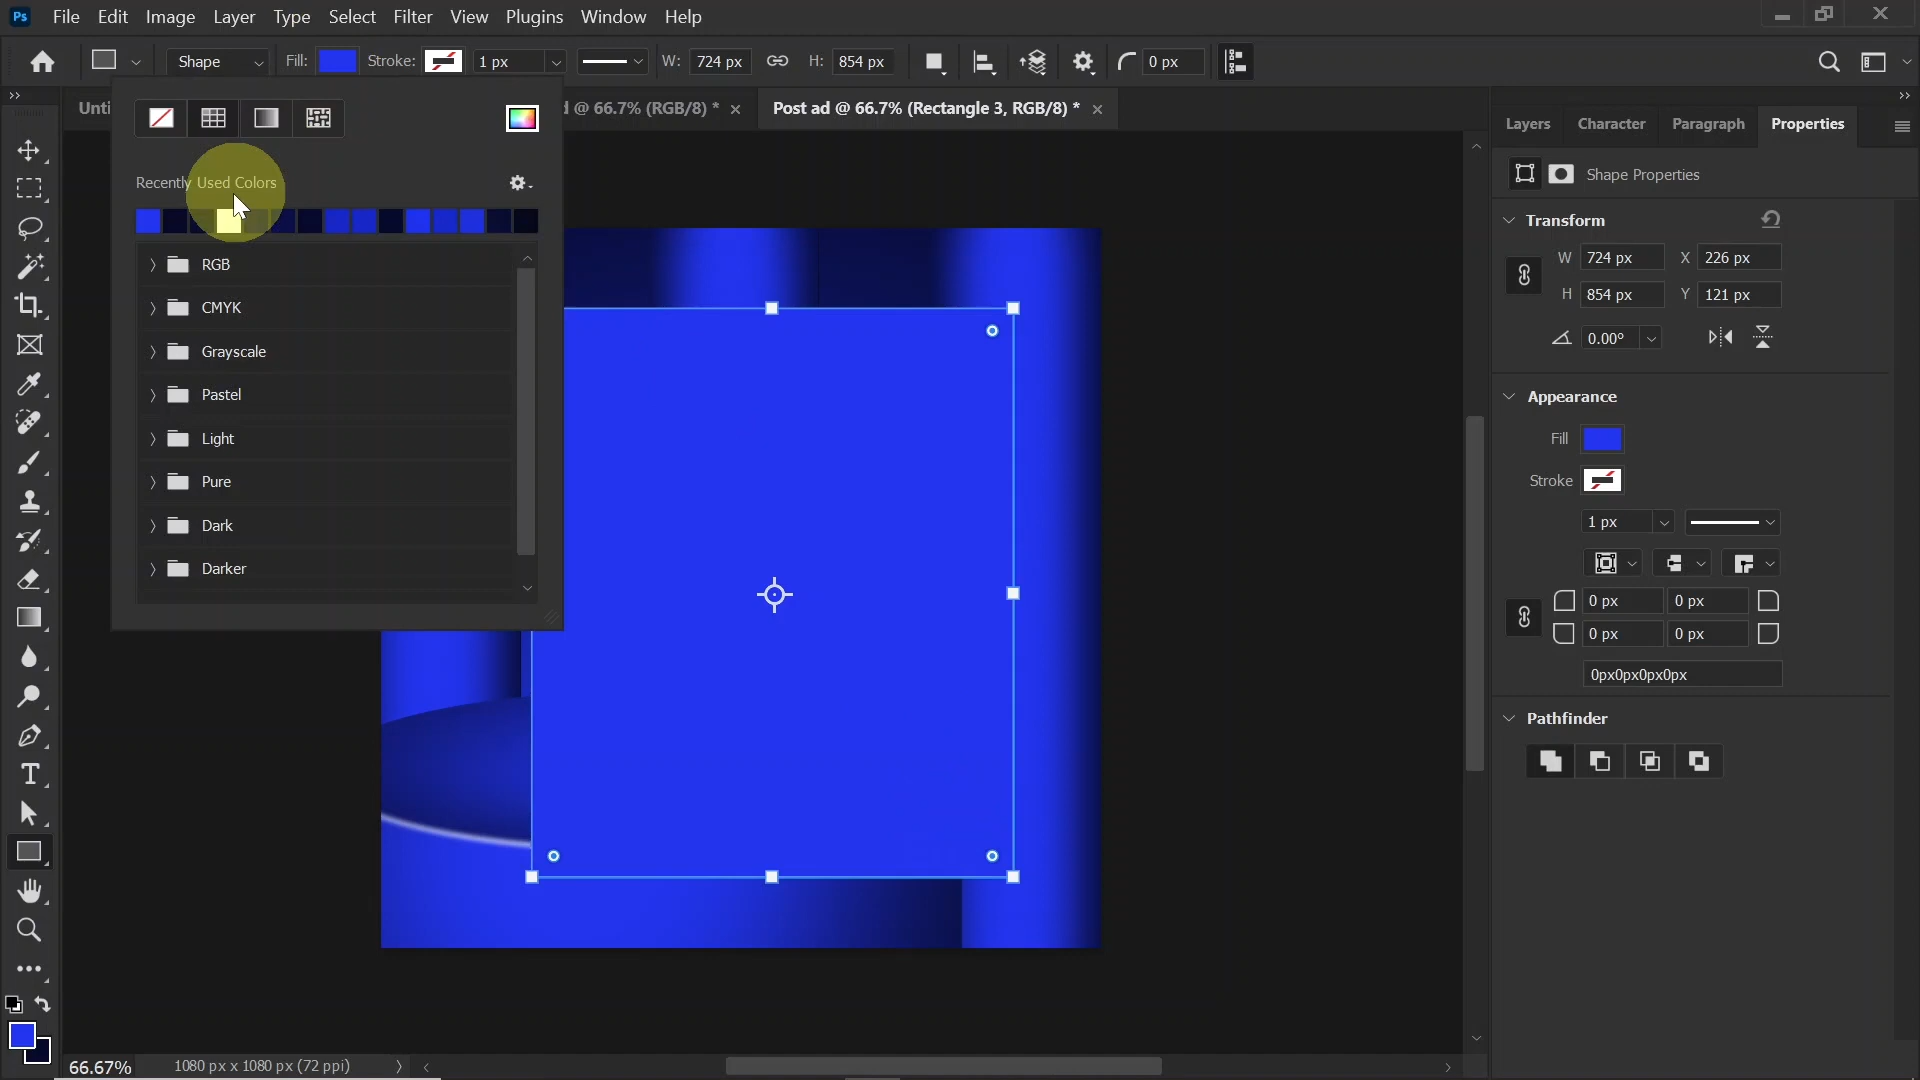 Ps File Edit Image Layer Type Select Filter View Plugins Window Help
Shape Fill: Stroke: 1 px W: 724 px H: 854 px 0 px
d @ 66.7% (RGB/8) * Post ad @ 66.7% (Rectangle 3, RGB/8) *
Recently Used Colors
RGB
CMYK
Grayscale
Pastel
Light
Pure
Dark
Darker
Layers Character Paragraph Properties
Shape Properties
Transform
W 724 px X 226 px
H 854 px Y 121 px
0.00°
Appearance
Fill
Stroke
1 px
0 px 0 px
0 px 0 px
0px0px0px0px
Pathfinder
66.67% 1080 px x 1080 px (72 ppi)